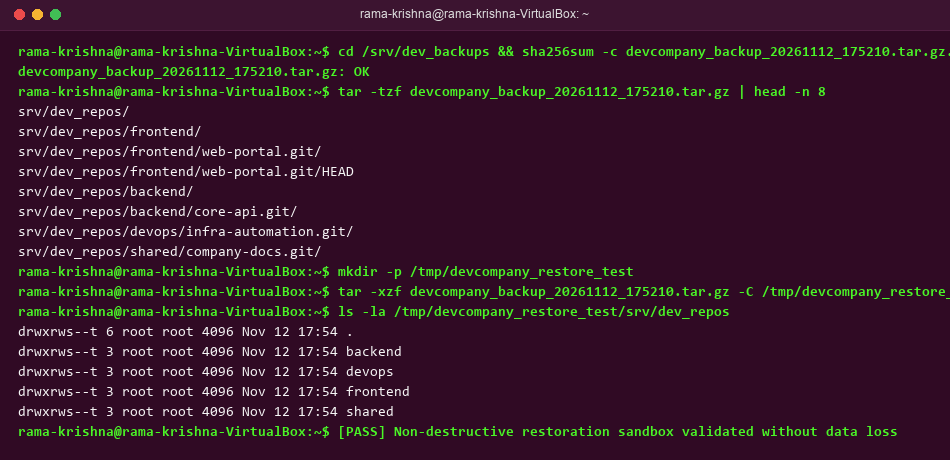 rama-krishna@rama-krishna-VirtualBox: ~
rama-krishna@rama-krishna-VirtualBox:~$ cd /srv/dev_backups && sha256sum -c devcompany_backup_20261112_175210.tar.gz.
devcompany_backup_20261112_175210.tar.gz: OK
rama-krishna@rama-krishna-VirtualBox:~$ tar -tzf devcompany_backup_20261112_175210.tar.gz | head -n 8
srv/dev_repos/
srv/dev_repos/frontend/
srv/dev_repos/frontend/web-portal.git/
srv/dev_repos/frontend/web-portal.git/HEAD
srv/dev_repos/backend/
srv/dev_repos/backend/core-api.git/
srv/dev_repos/devops/infra-automation.git/
srv/dev_repos/shared/company-docs.git/
rama-krishna@rama-krishna-VirtualBox:~$ mkdir -p /tmp/devcompany_restore_test
rama-krishna@rama-krishna-VirtualBox:~$ tar -xzf devcompany_backup_20261112_175210.tar.gz -C /tmp/devcompany_restore_
rama-krishna@rama-krishna-VirtualBox:~$ ls -la /tmp/devcompany_restore_test/srv/dev_repos
drwxrws--t 6 root root 4096 Nov 12 17:54 .
drwxrws--t 3 root root 4096 Nov 12 17:54 backend
drwxrws--t 3 root root 4096 Nov 12 17:54 devops
drwxrws--t 3 root root 4096 Nov 12 17:54 frontend
drwxrws--t 3 root root 4096 Nov 12 17:54 shared
rama-krishna@rama-krishna-VirtualBox:~$ [PASS] Non-destructive restoration sandbox validated without data loss